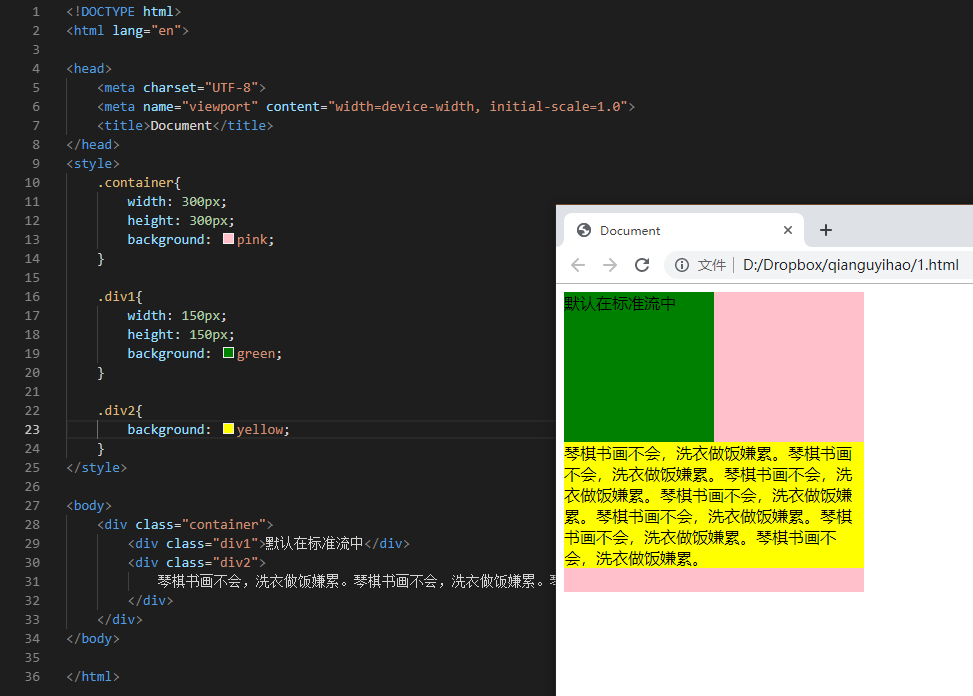 1 <!DOCTYPE html>
2 <html lang="en">
3
4 <head>
5 <meta charset="UTF-8">
6 <meta name="viewport" content="width=device-width, initial-scale=1.0">
7 <title>Document</title>
8 </head>
9 <style>
10 .container{
11 width: 300px;
12 height: 300px;
13 background: pink;
14 }
15
16 .div1{
17 width: 150px;
18 height: 150px;
19 background: green;
20 }
21
22 .div2{
23 background: yellow;
24 }
25 </style>
26
27 <body>
28 <div class="container">
29 <div class="div1">默认在标准流中</div>
30 <div class="div2">
31 琴棋书画不会，洗衣做饭嫌累。琴棋书画不会，洗衣做饭嫌累。
32 </div>
33 </div>
34 </body>
35
36 </html>
Document
文件 D:/Dropbox/qianguyihao/1.html
默认在标准流中
琴棋书画不会，洗衣做饭嫌累。琴棋书画
不会，洗衣做饭嫌累。琴棋书画不会，洗
衣做饭嫌累。琴棋书画不会，洗衣做饭嫌
累。琴棋书画不会，洗衣做饭嫌累。琴棋
书画不会，洗衣做饭嫌累。琴棋书画不
会，洗衣做饭嫌累。